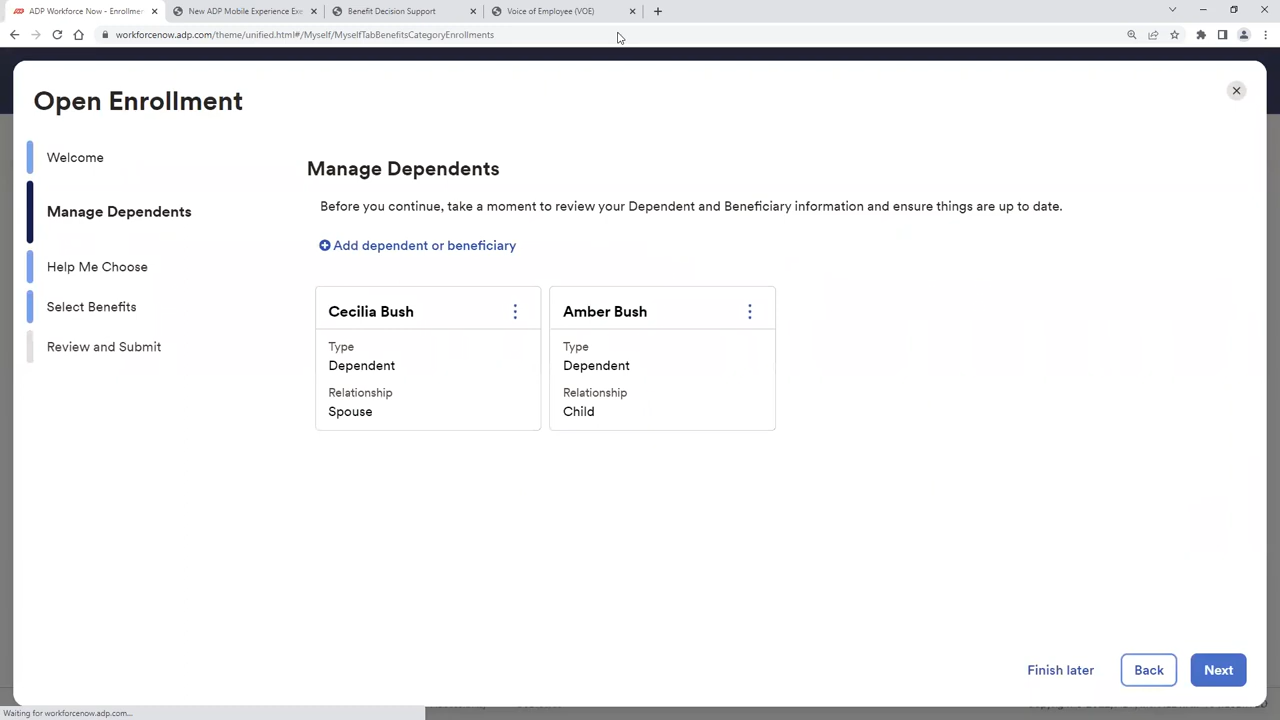 ADP Workforce Now - Enrollmen
New ADP Mobile Experience Exe
Benefit Decision Support
Voice of Employee (VOE)
workforcenow.adp.com/theme/unified.html#/Myself/MyselfTabBenefitsCategoryEnrollments
Open Enrollment
Welcome
Manage Dependents
Help Me Choose
Select Benefits
Review and Submit
Manage Dependents
Before you continue, take a moment to review your Dependent and Beneficiary information and ensure things are up to date.
Add dependent or beneficiary
Cecilia Bush
Type
Dependent
Relationship
Spouse
Amber Bush
Type
Dependent
Relationship
Child
Finish later
Back
Next
Waiting for workforcenow.adp.com...